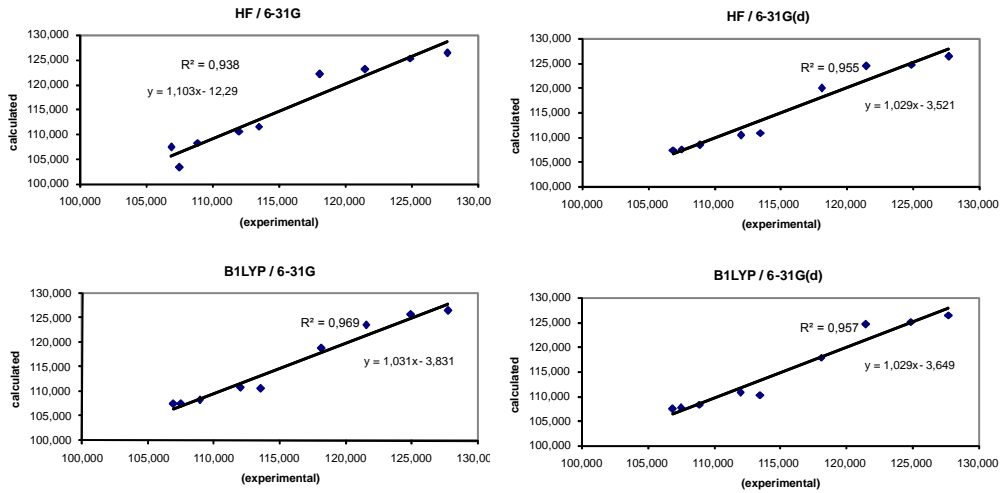 HF / 6-31G
130,000
125,000
120,000
115,000
110,000
105,000
100,000
calculated
R² = 0,938
y = 1,103x- 12,29
100,000 105,000 110,000 115,000 120,000 125,000 130,000
(experimental)
HF / 6-31G(d)
130,000
125,000
120,000
115,000
110,000
105,000
100,000
calculated
R² = 0,955
y = 1,029x- 3,521
100,000 105,000 110,000 115,000 120,000 125,000 130,000
(experimental)
B1LYP / 6-31G
130,000
125,000
120,000
115,000
110,000
105,000
100,000
calculated
R² = 0,969
y = 1,031x- 3,831
100,000 105,000 110,000 115,000 120,000 125,000 130,000
(experimental)
B1LYP / 6-31G(d)
130,000
125,000
120,000
115,000
110,000
105,000
100,000
calculated
R² = 0,957
y = 1,029x- 3,649
100,000 105,000 110,000 115,000 120,000 125,000 130,000
(experimental)